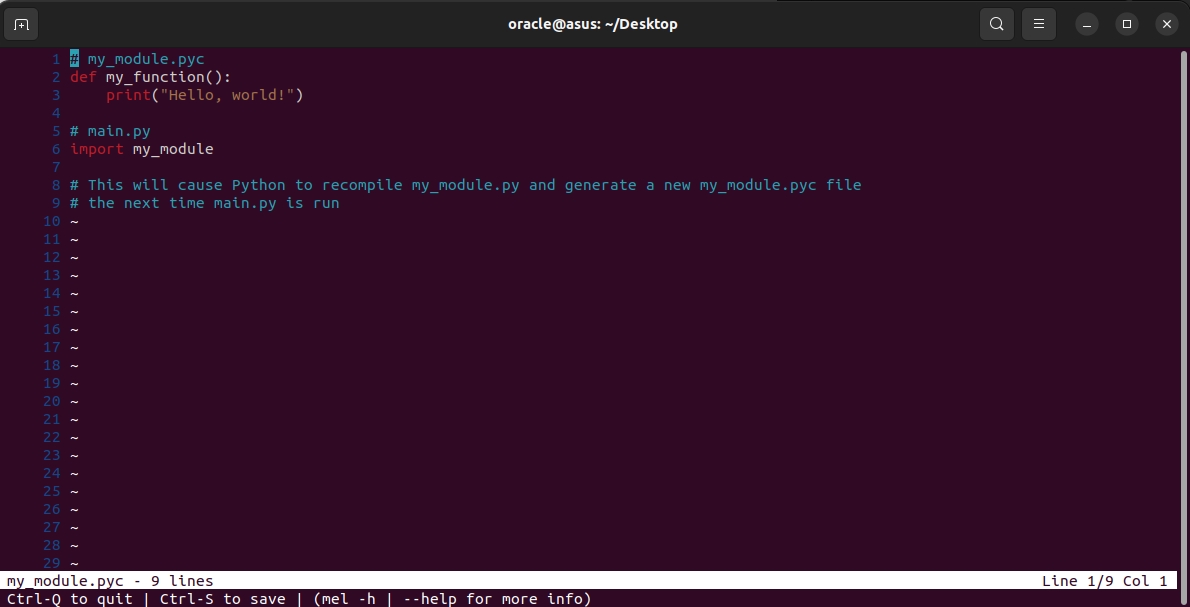 oracle@asus: ~/Desktop
1 # my_module.pyc
2 def my_function():
3     print("Hello, world!")
4
5 # main.py
6 import my_module
7
8 # This will cause Python to recompile my_module.py and generate a new my_module.pyc file
9 # the next time main.py is run
10 ~
11 ~
12 ~
13 ~
14 ~
15 ~
16 ~
17 ~
18 ~
19 ~
20 ~
21 ~
22 ~
23 ~
24 ~
25 ~
26 ~
27 ~
28 ~
29 ~
my_module.pyc - 9 lines Line 1/9 Col 1
Ctrl-Q to quit | Ctrl-S to save | (mel -h | --help for more info)